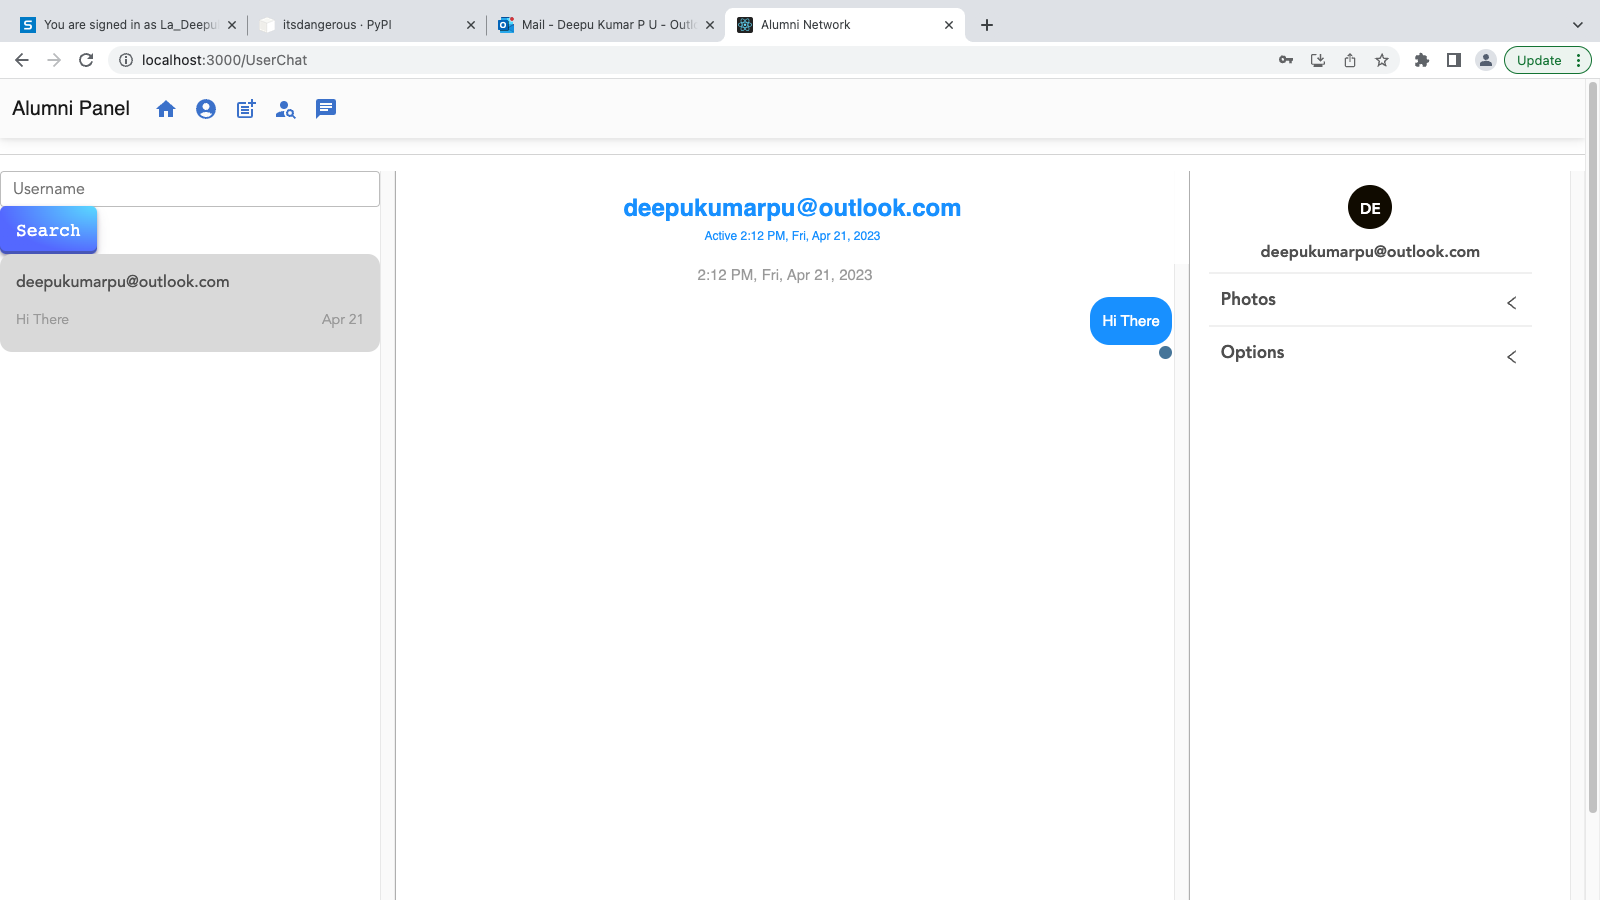 You are signed in as La_Deepu
itsdangerous · PyPI
Mail - Deepu Kumar P U - Outlo
Alumni Network
localhost:3000/UserChat
Update
Alumni Panel
Username
Search
deepukumarpu@outlook.com
Hi There
Apr 21
deepukumarpu@outlook.com
Active 2:12 PM, Fri, Apr 21, 2023
2:12 PM, Fri, Apr 21, 2023
Hi There
DE
deepukumarpu@outlook.com
Photos
Options